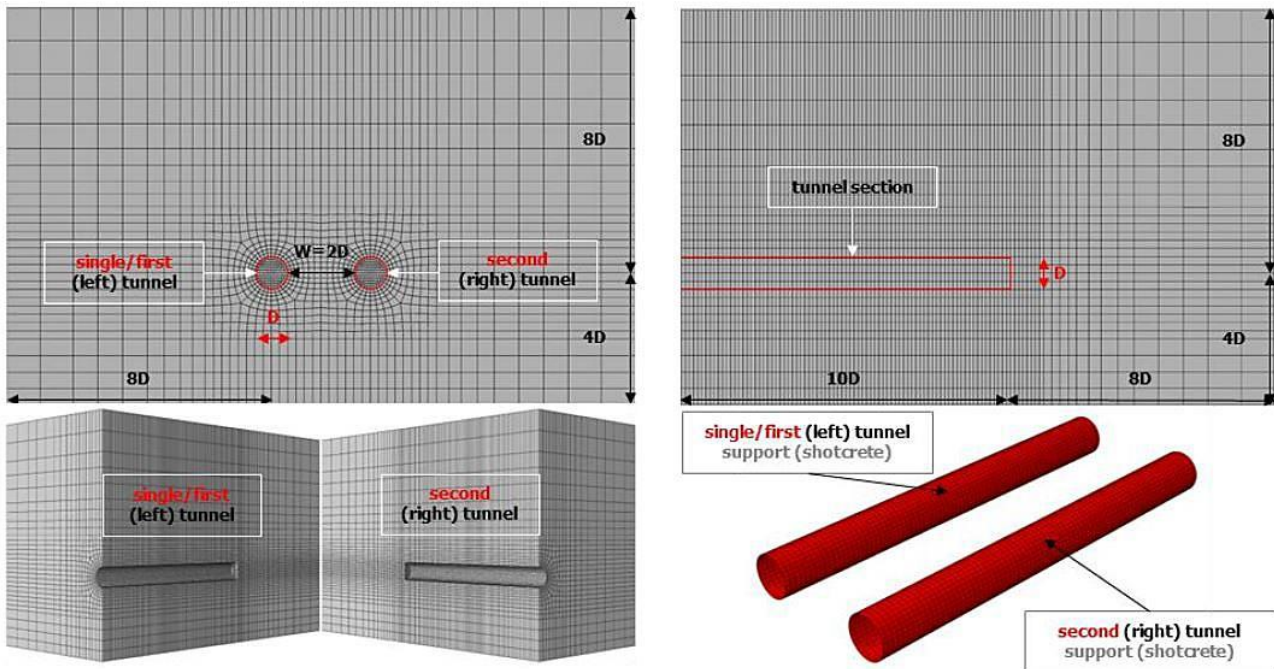 8D
single/first
(left) tunnel
W=2D
second
(right) tunnel
D
4D
8D
8D
tunnel section
D
4D
10D
8D
single/first
(left) tunnel
second
(right) tunnel
single/first (left) tunnel
support (shotcrete)
second (right) tunnel
support (shotcrete)